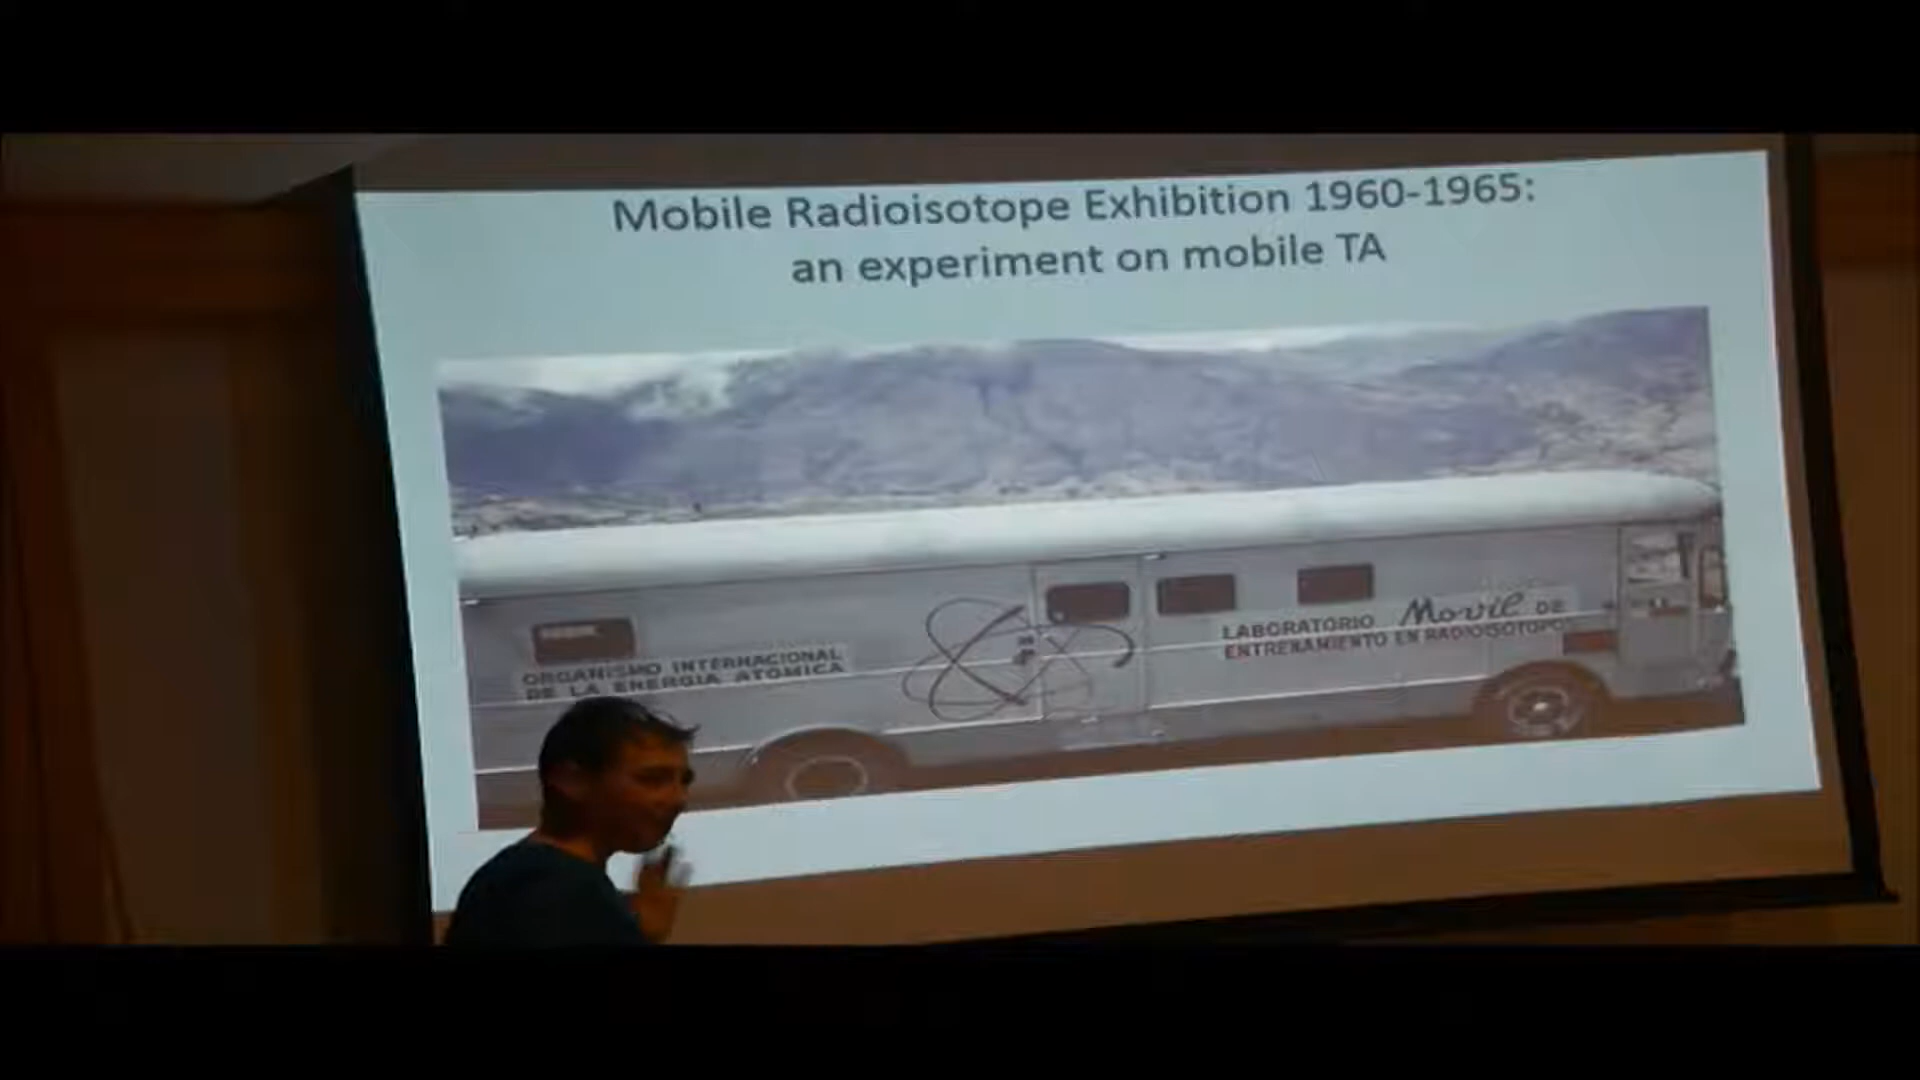 Mobile Radioisotope Exhibition 1960-1965:
an experiment on mobile TA
ORGANISMO INTERNACIONAL
DE LA ENERGIA ATOMICA
LABORATORIO Movil DE
ENTRENAMIENTO EN RADIOISOTOPOS